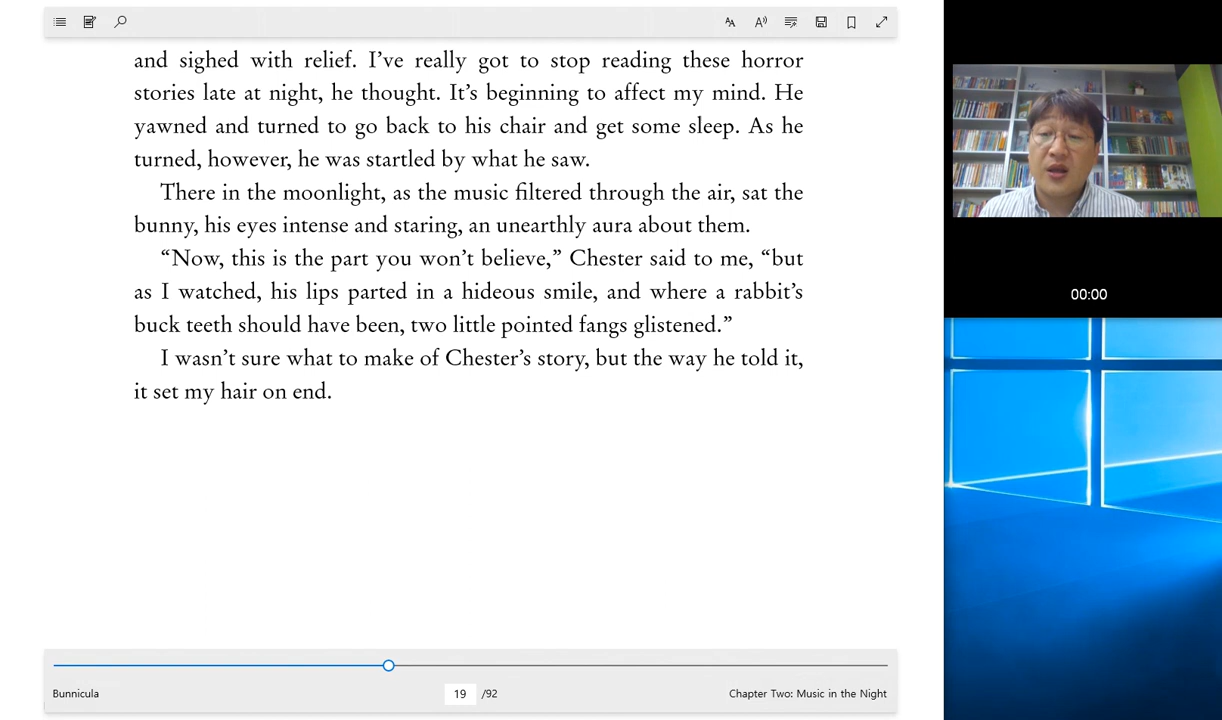 and sighed with relief. I’ve really got to stop reading these horror
stories late at night, he thought. It’s beginning to affect my mind. He
yawned and turned to go back to his chair and get some sleep. As he
turned, however, he was startled by what he saw.
There in the moonlight, as the music filtered through the air, sat the
bunny, his eyes intense and staring, an unearthly aura about them.
“Now, this is the part you won’t believe,” Chester said to me, “but
as I watched, his lips parted in a hideous smile, and where a rabbit’s
buck teeth should have been, two little pointed fangs glistened.”
I wasn’t sure what to make of Chester’s story, but the way he told it,
it set my hair on end.
00:00
Bunnicula
19 /92
Chapter Two: Music in the Night